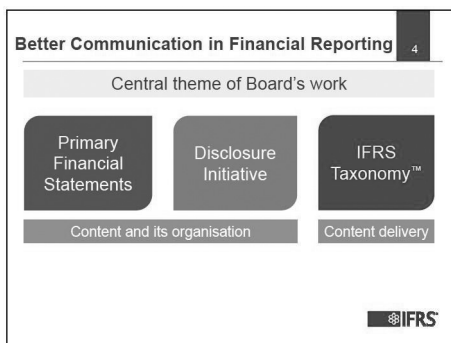 Better Communication in Financial Reporting
4
Central theme of Board's work
Primary
Financial
Statements
Disclosure
Initiative
IFRS
Taxonomy™
Content and its organisation
Content delivery
IFRS®